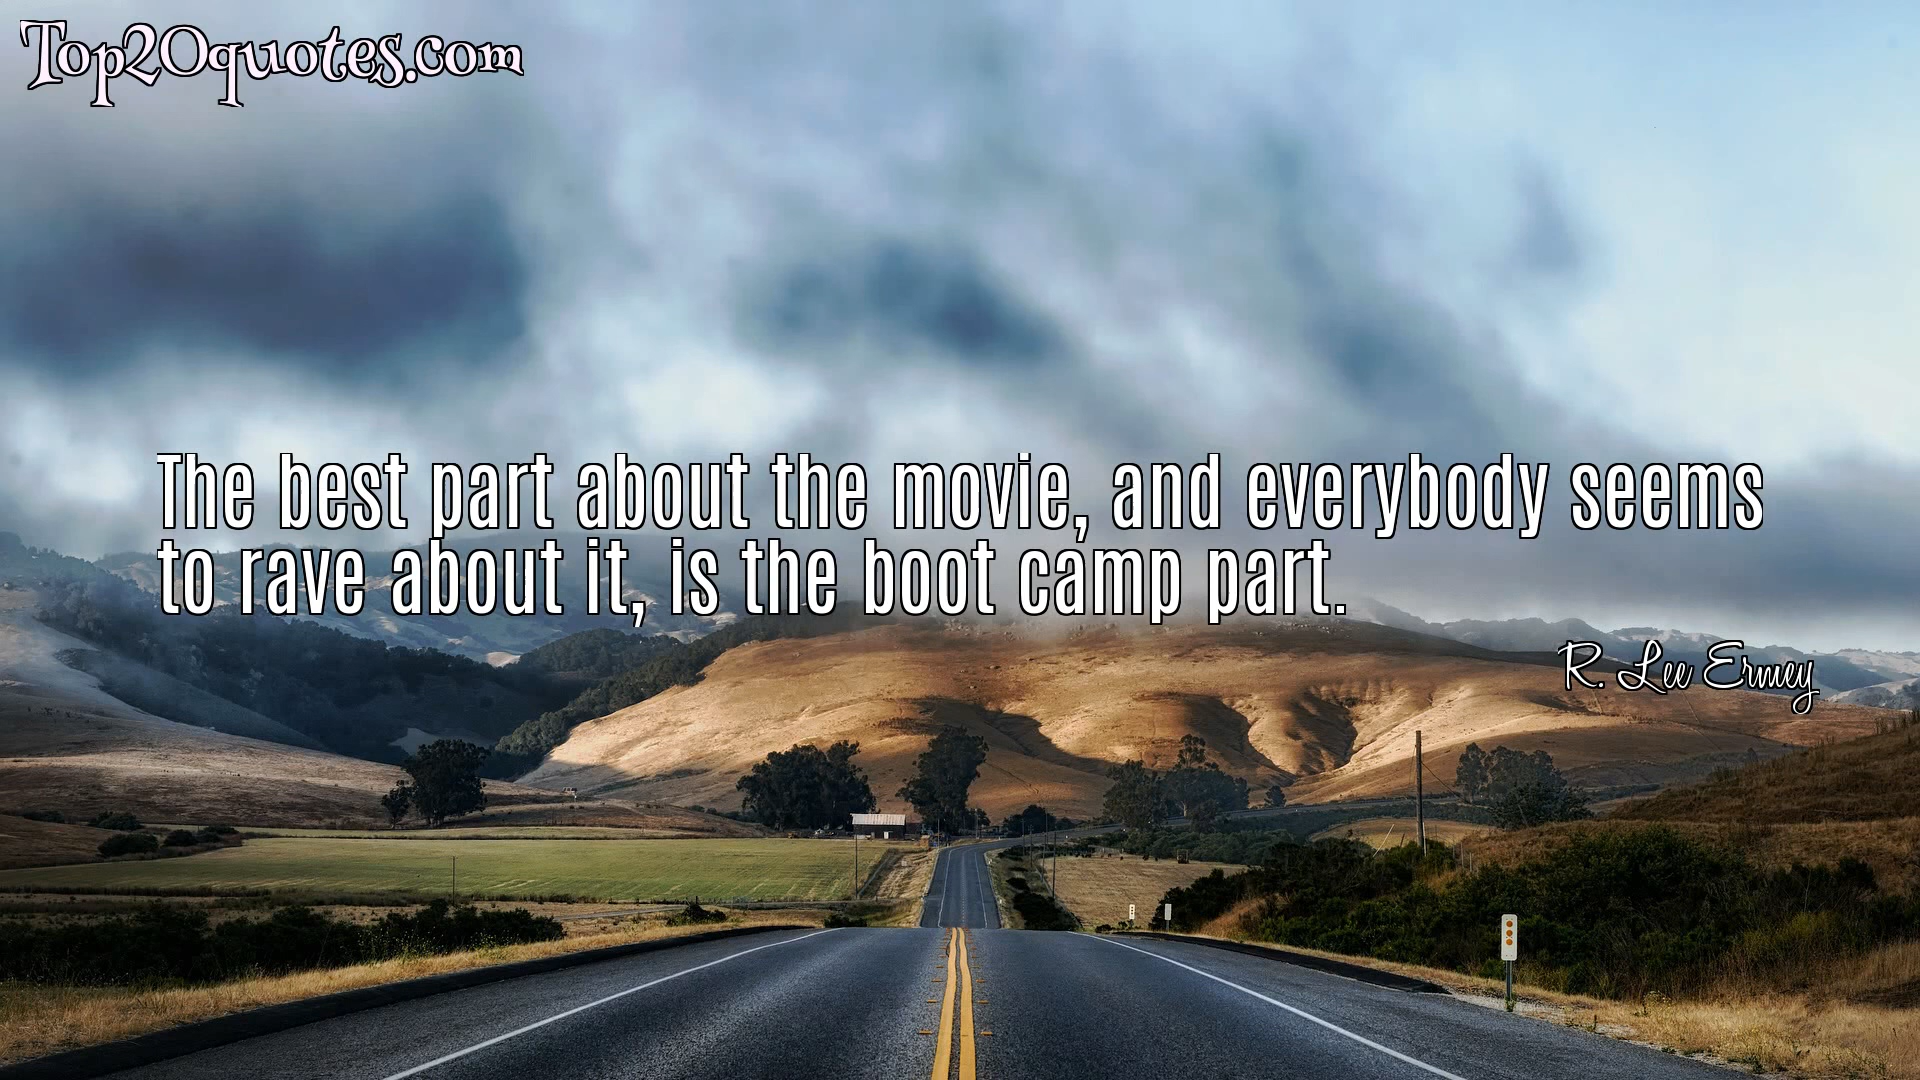 Top20quotes.com
The best part about the movie, and everybody seems
to rave about it, is the boot camp part.
R. Lee Ermey